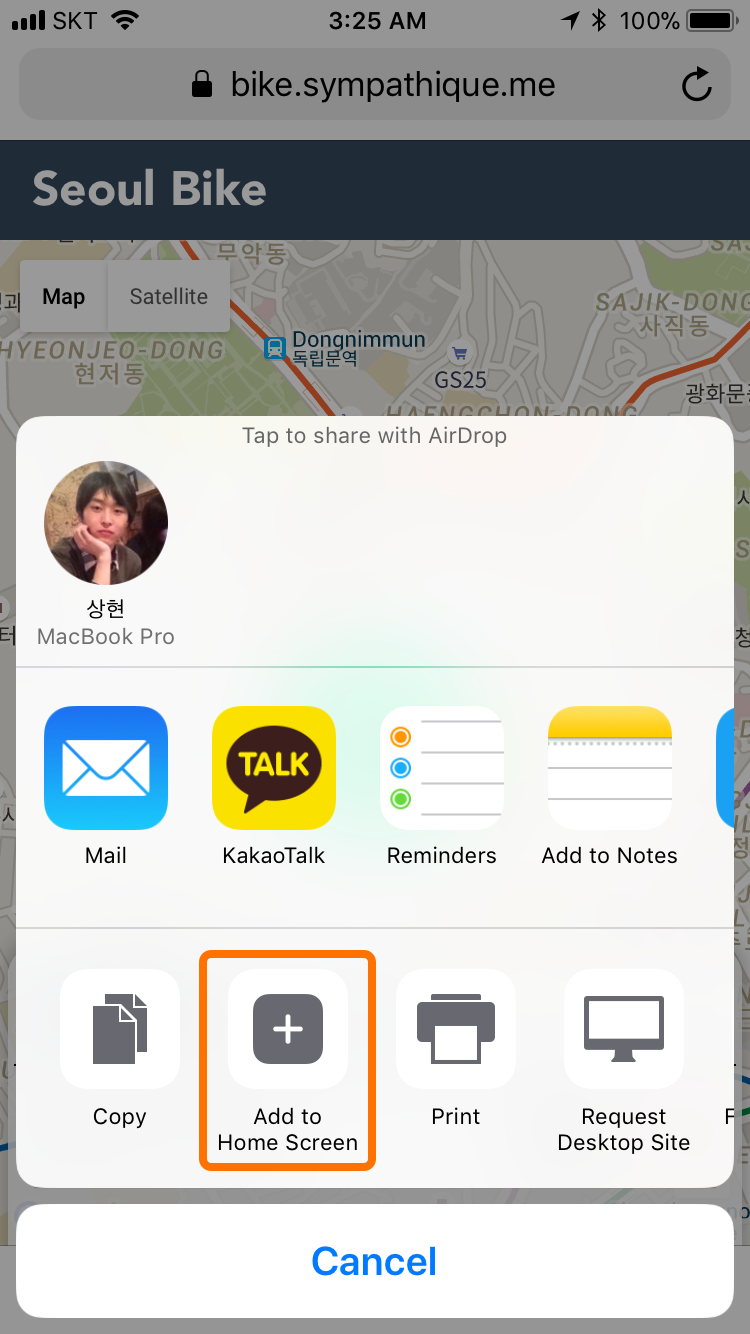 SKT 3:25 AM 100%
bike.sympathique.me
Seoul Bike
무악동
Map Satellite
SAJIK-DONG
사직동
Dongnimmun
독립문역
HYEONJEO-DONG
현저동
GS25
광화문
HAENGCHON-DONG
Tap to share with AirDrop
상현
MacBook Pro
TALK
Mail KakaoTalk Reminders Add to Notes
Copy Add to Print Request
Home Screen Desktop Site
Cancel